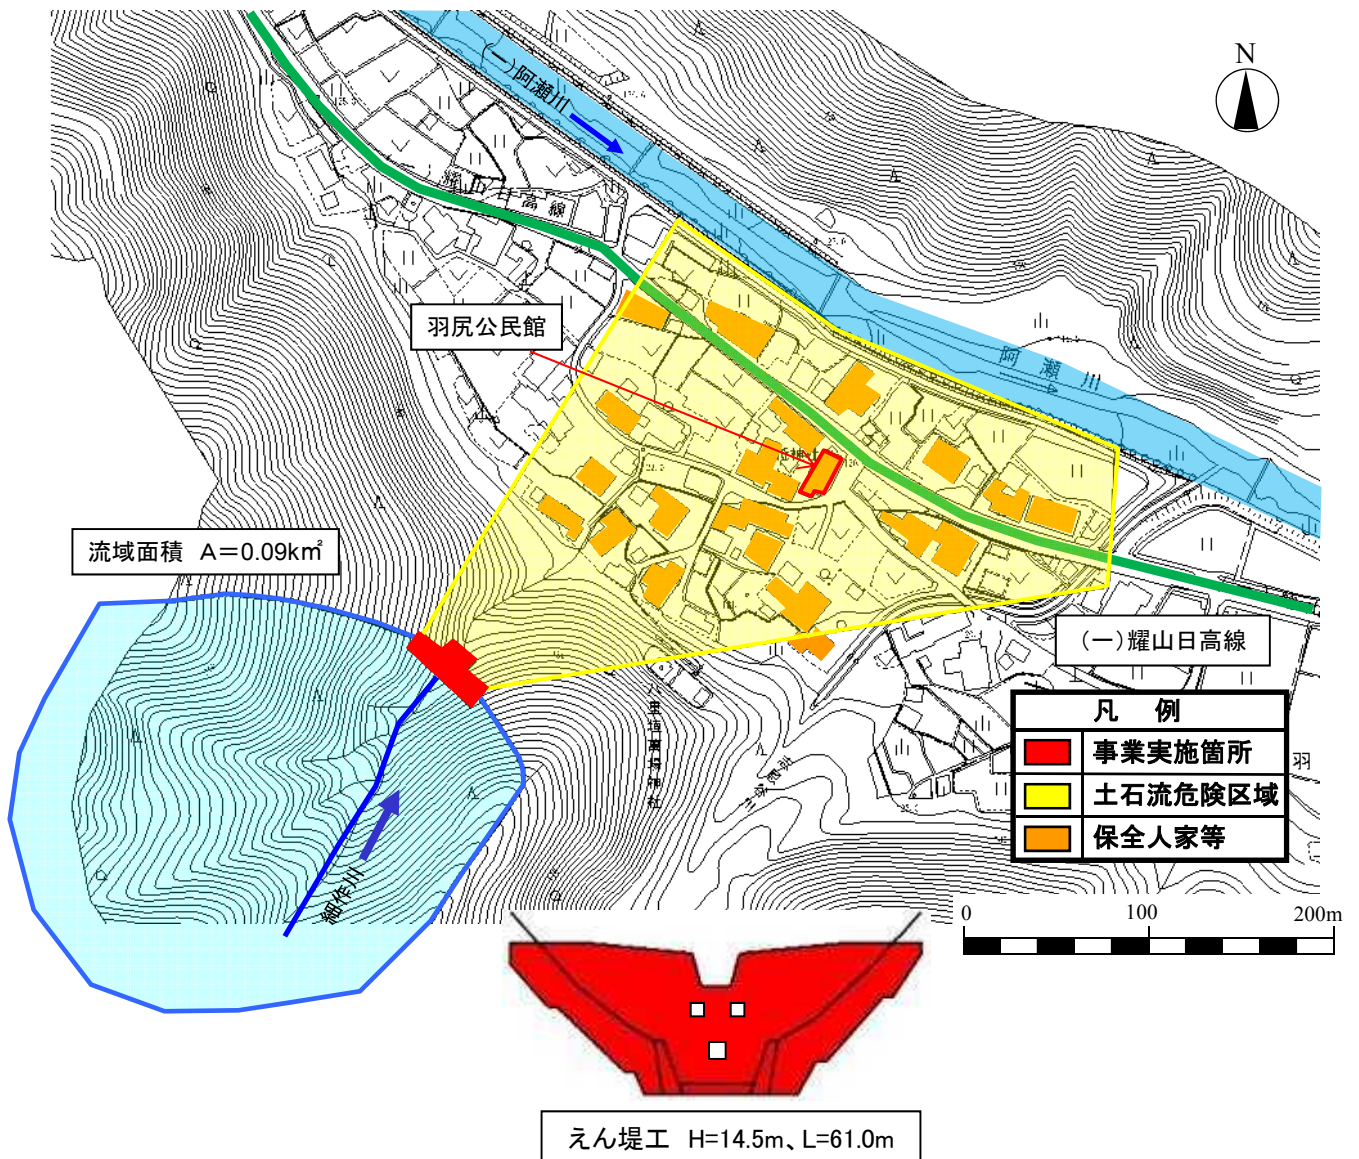 (一)阿瀬川
N
耀山日高線
羽尻公民館
阿瀬川
流域面積 A=0.09k㎡
(一)耀山日高線
凡 例
事業実施箇所
土石流危険区域
保全人家等
羽
細作川
0 100 200m
えん堤工 H=14.5m、L=61.0m